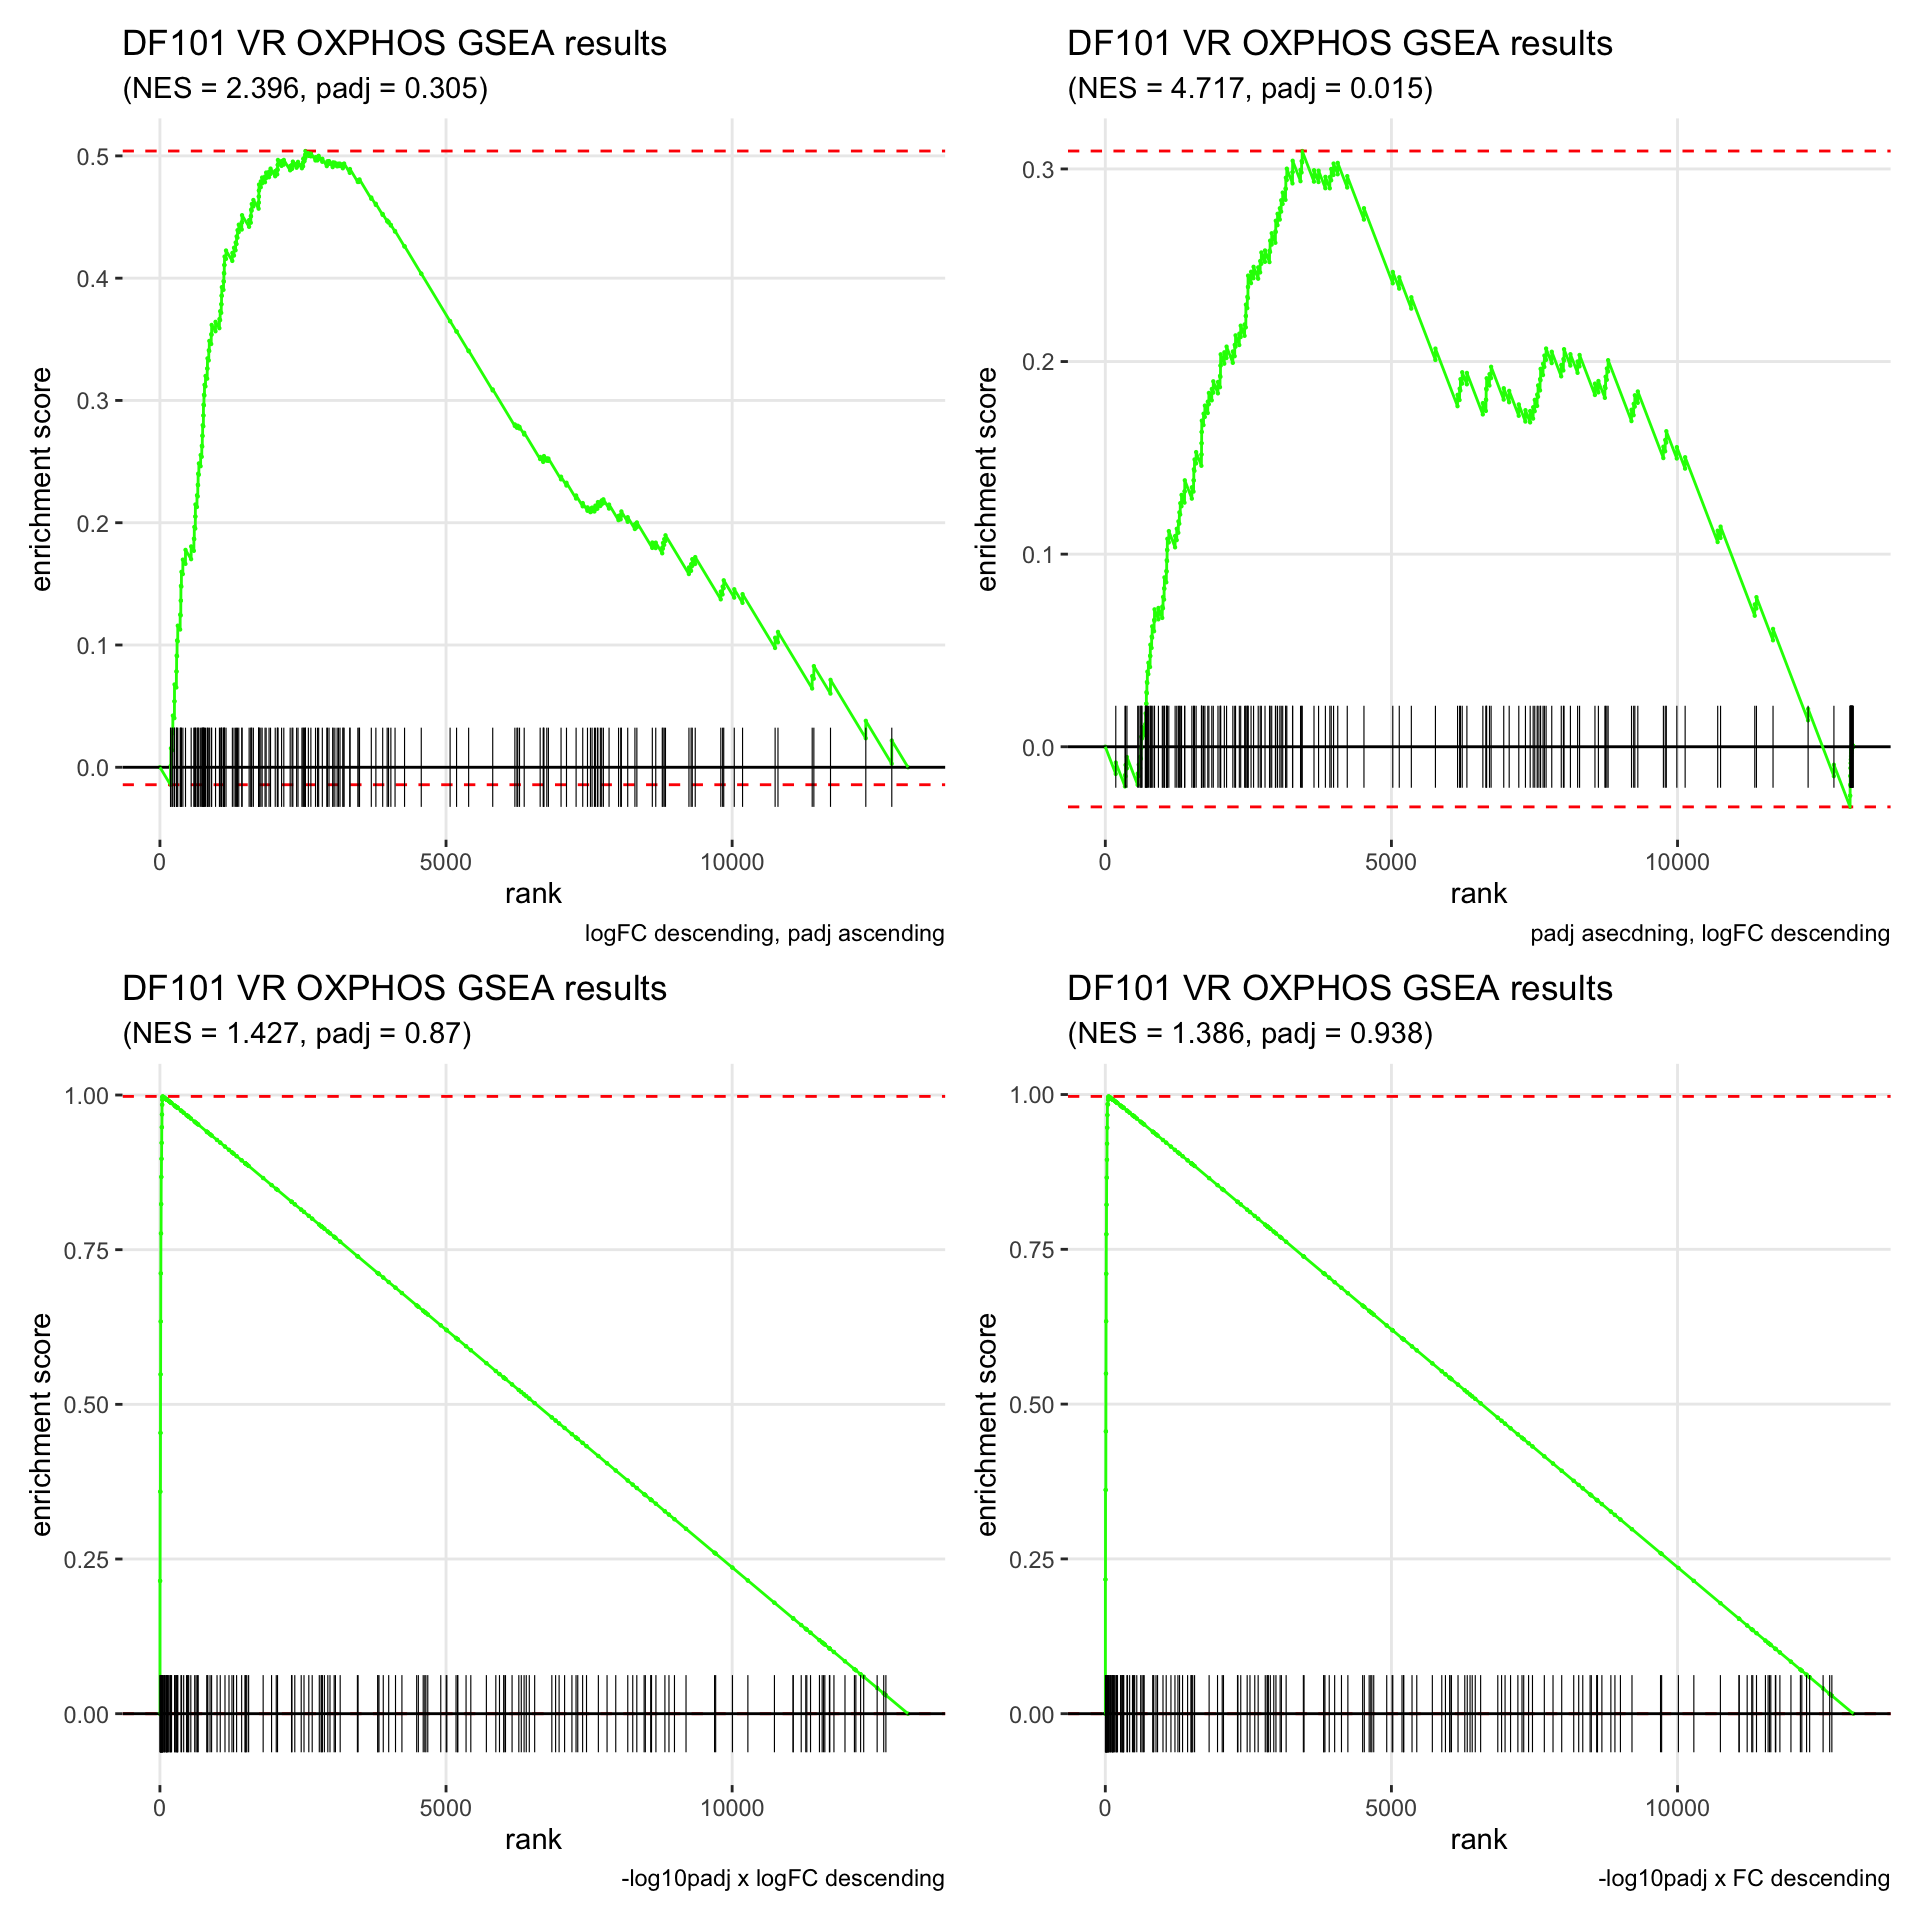 DF101 VR OXPHOS GSEA results
(NES = 2.396, padj = 0.305)
0.5
0.4
0.3
0.2
0.1
0.0
enrichment score
0 5000 10000
rank
logFC descending, padj ascending
DF101 VR OXPHOS GSEA results
(NES = 4.717, padj = 0.015)
0.3
0.2
0.1
0.0
enrichment score
0 5000 10000
rank
padj asecdning, logFC descending
DF101 VR OXPHOS GSEA results
(NES = 1.427, padj = 0.87)
1.00
0.75
0.50
0.25
0.00
enrichment score
0 5000 10000
rank
-log10padj x logFC descending
DF101 VR OXPHOS GSEA results
(NES = 1.386, padj = 0.938)
1.00
0.75
0.50
0.25
0.00
enrichment score
0 5000 10000
rank
-log10padj x FC descending